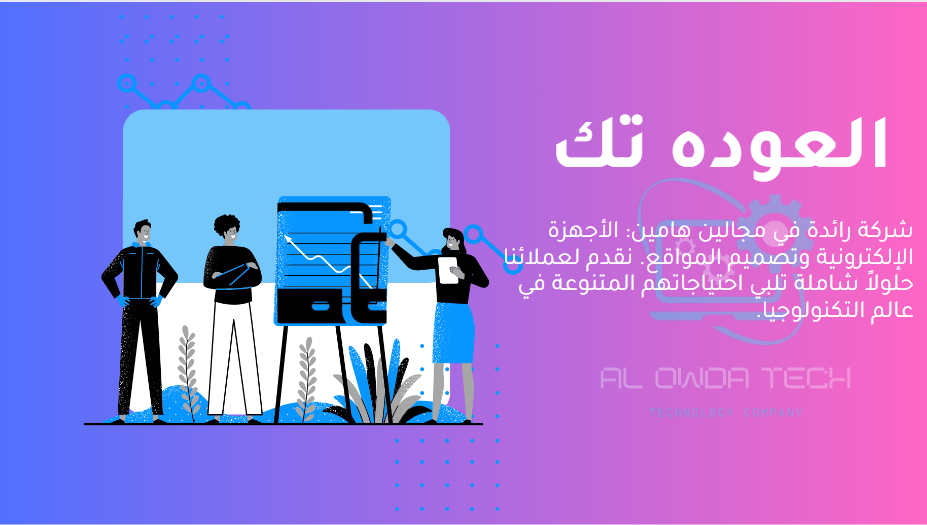 العوده تك
شركة رائدة في مجالين هامين: الأجهزة
الإلكترونية وتصميم المواقع. نقدم لعملائنا
حلولاً شاملة تلبي احتياجاتهم المتنوعة في
عالم التكنولوجيا.
AL OWDA TECH
TECHNOLOGY COMPANY